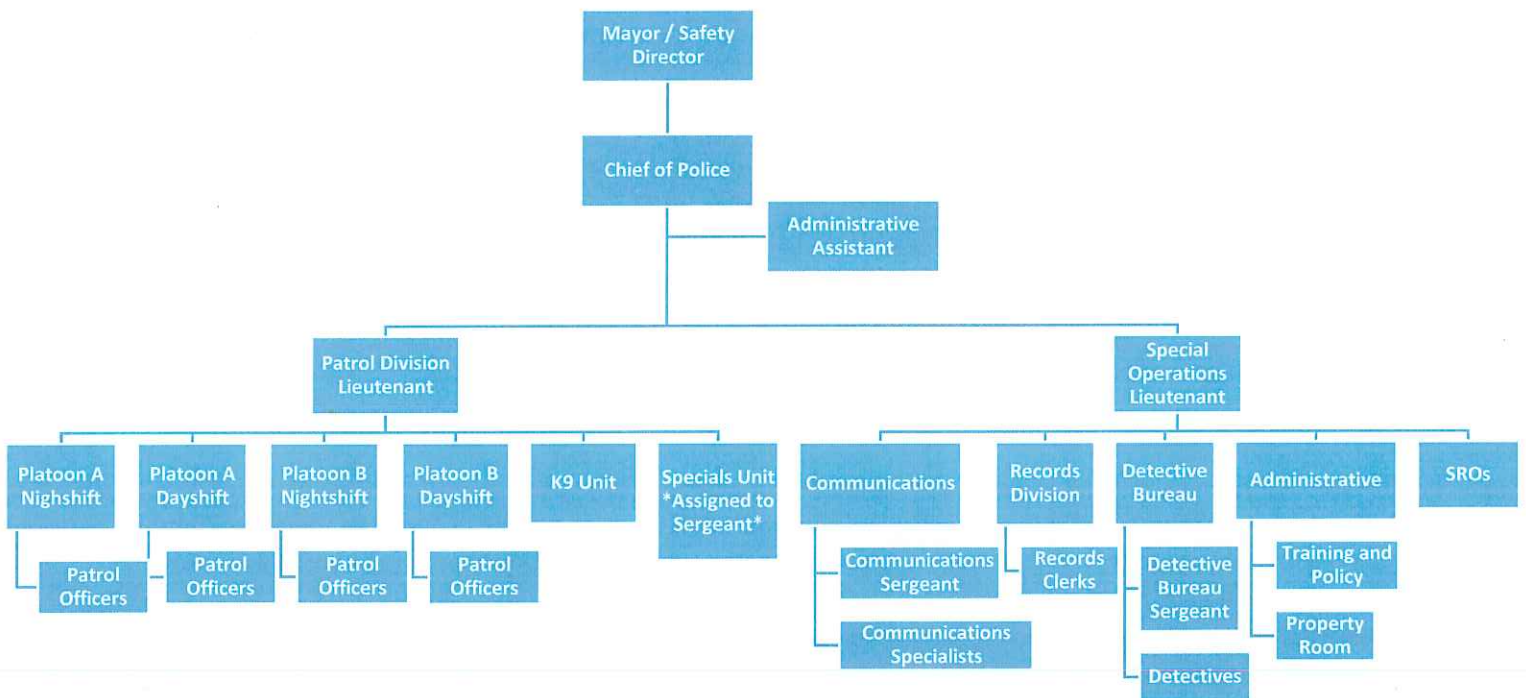 Mayor / Safety
Director
Chief of Police
Administrative
Assistant
Patrol Division
Lieutenant
Special
Operations
Lieutenant
Platoon A
Nighshift
Platoon A
Dayshift
Platoon B
Nightshift
Platoon B
Dayshift
K9 Unit
Specials Unit
*Assigned to
Sergeant*
Communications
Records
Division
Detective
Bureau
Administrative
SROs
Patrol
Officers
Patrol
Officers
Patrol
Officers
Patrol
Officers
Communications
Sergeant
Communications
Specialists
Records
Clerks
Detective
Bureau
Sergeant
Detectives
Training and
Policy
Property
Room